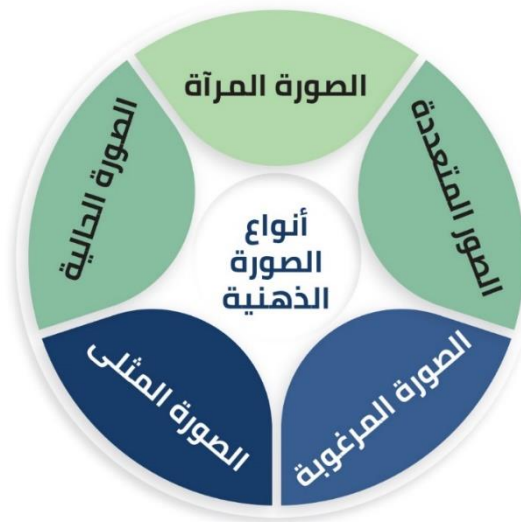 أنواع
الصورة
الذهنية
الصورة المرآة
الصور المتعددة
الصورة المرغوبة
الصورة المثلى
الصورة الحالية